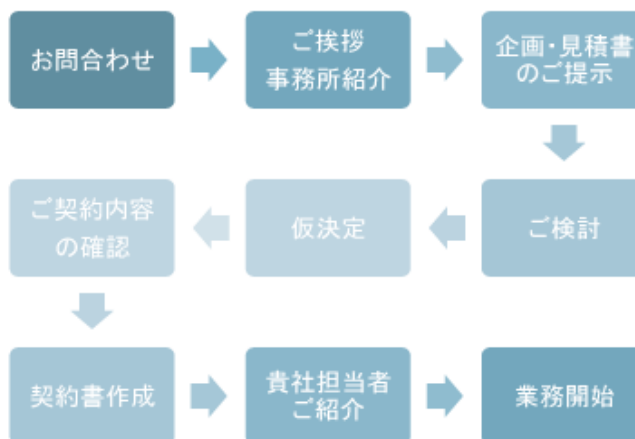 お問合わせ
ご挨拶
事務所紹介
企画・見積書
のご提示
ご検討
仮決定
ご契約内容
の確認
契約書作成
貴社担当者
ご紹介
業務開始